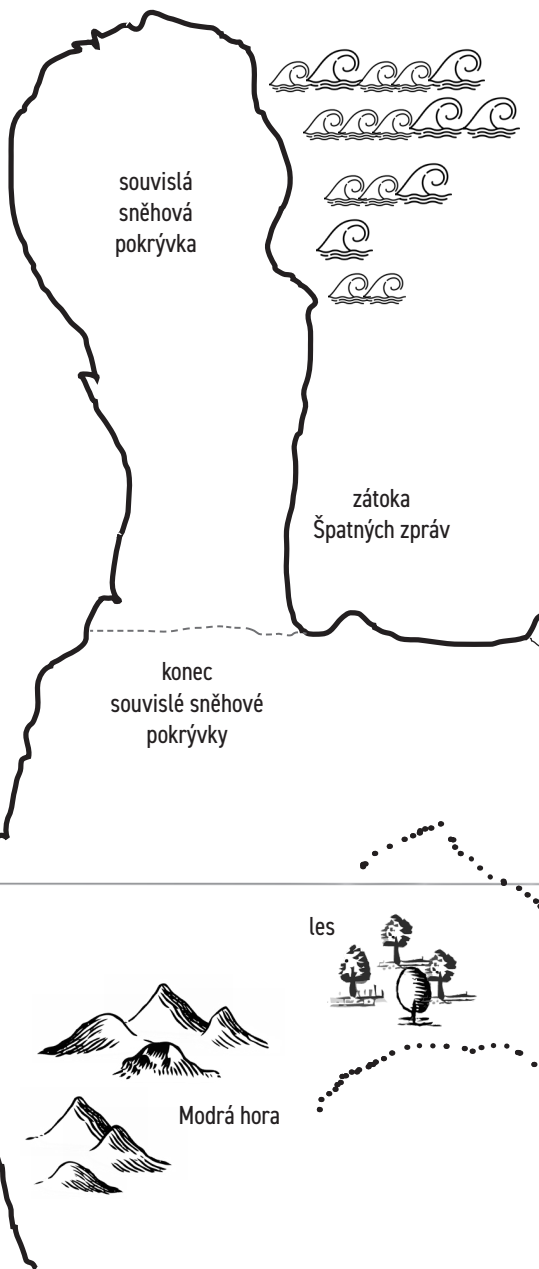 souvislá
sněhová
pokrývka
zátoka
Špatných zpráv
konec
souvislé sněhové
pokrývky
les
Modrá hora